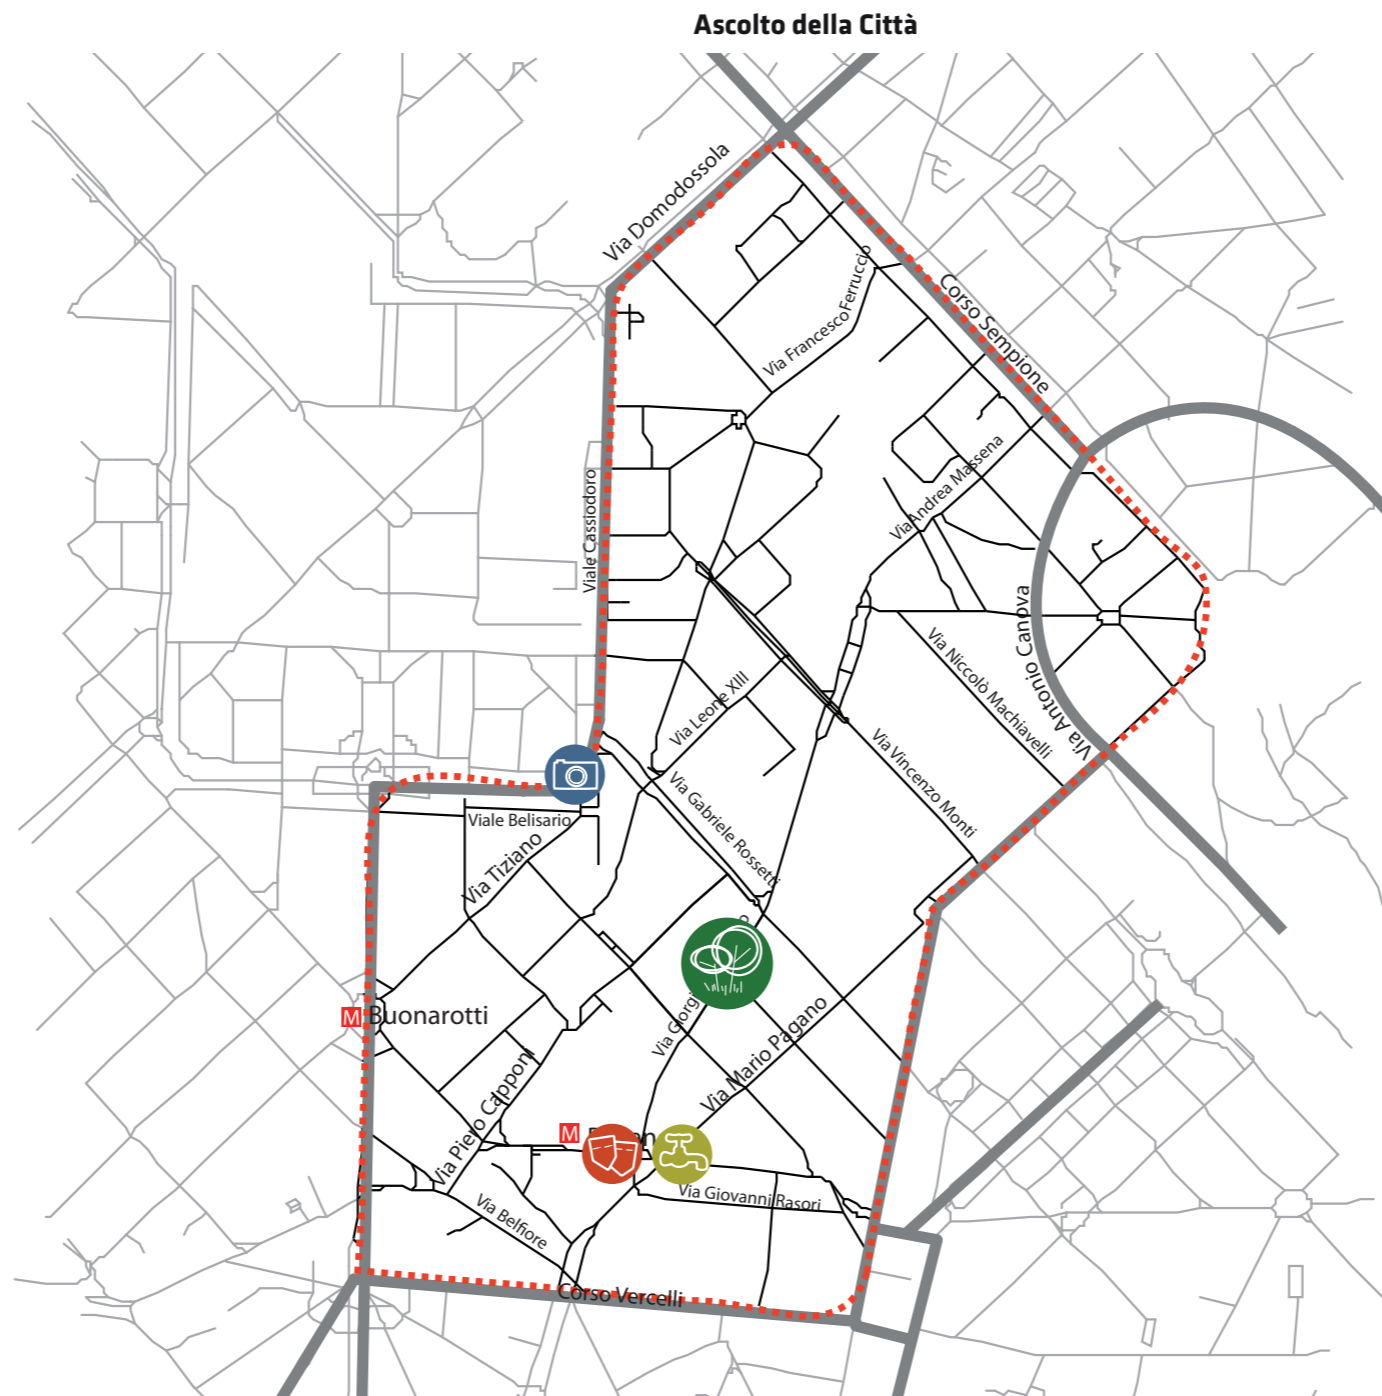 Ascolto della Città
Via Domodossola
Corso Sempione
Via Francesco Ferruccio
Via Andrea Massena
Viale Cassiodoro
Via Antonio Canova
Via Niccolò Machiavelli
Via Leone XIII
Via Vincenzo Monti
Via Gabriele Rossetti
Viale Belisario
Via Tiziano
M Buonarotti
Via Mario Pagano
Via Piero Capponi
M
Via Giovanni Rasori
Via Belfiore
Corso Vercelli